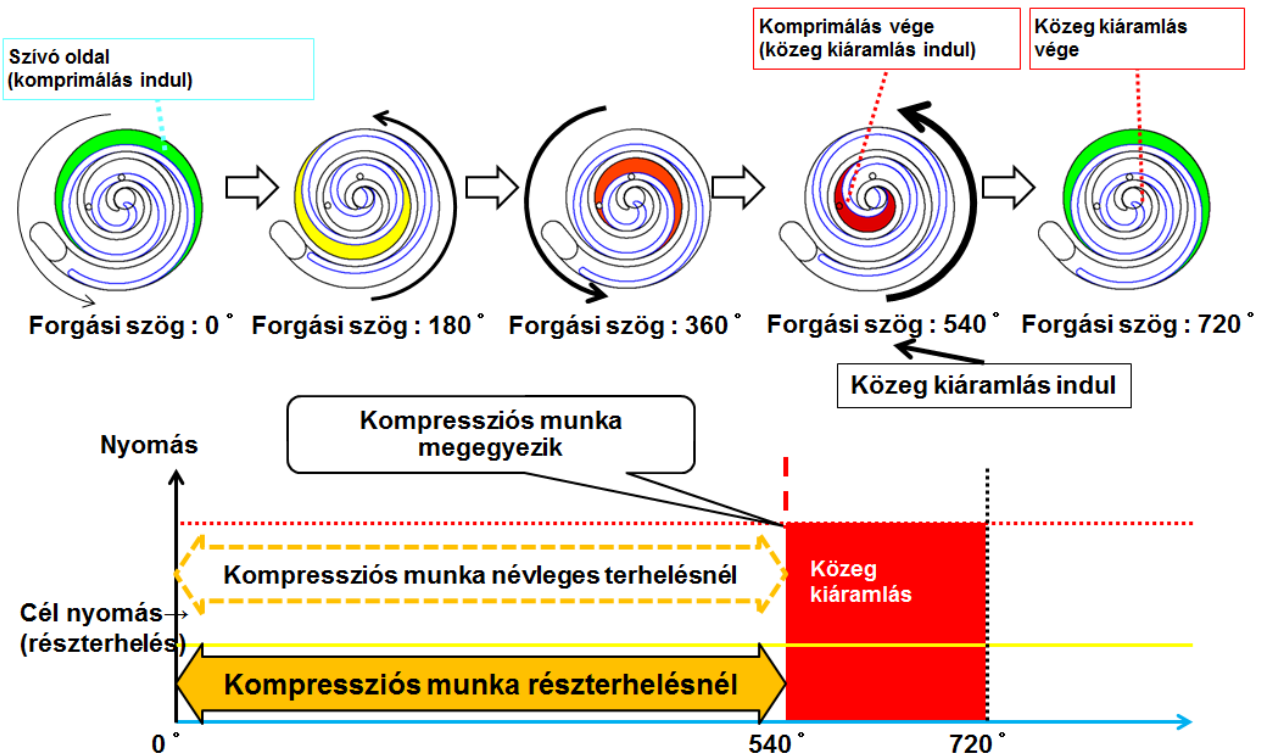 Szívó oldal
(komprimálás indul)
Komprimálás vége
(közeg kiáramlás indul)
Közeg kiáramlás
vége
Forgási szög : 0 °
Forgási szög : 180 °
Forgási szög : 360 °
Forgási szög : 540 °
Forgási szög : 720 °
Közeg kiáramlás indul
Kompressziós munka
megegyezik
Nyomás
Kompressziós munka névleges terhelésnél
Közeg
kiáramlás
Cél nyomás→
(részterhelés)
Kompressziós munka részterhelésnél
0 °
540 °
720 °